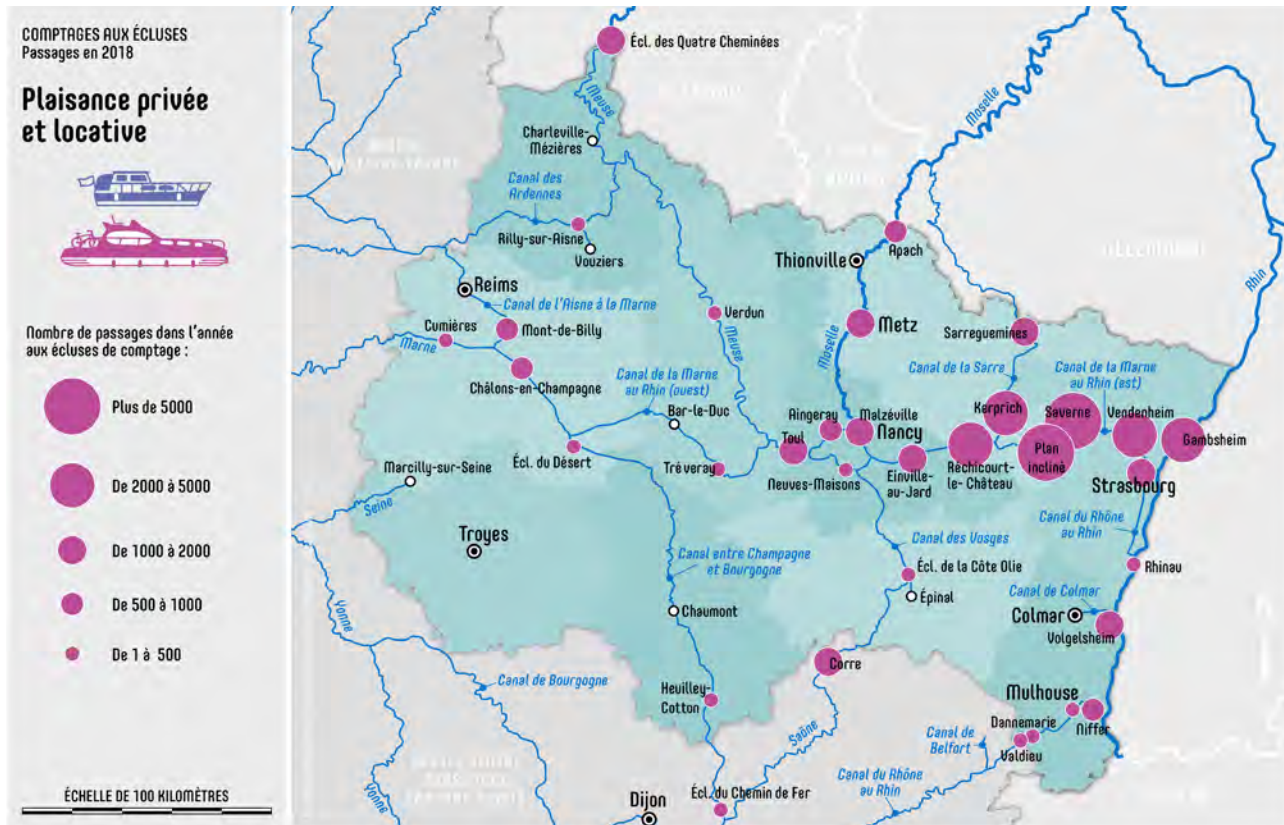 COMPTAGES AUX ÉCLUSES
Passages en 2018
Plaisance privée
et locative
Nombre de passages dans l'année
aux écluses de comptage :
Plus de 5000
De 2000 à 5000
De 1000 à 2000
De 500 à 1000
De 1 à 500
ÉCHELLE DE 100 KILOMÈTRES
Écl. des Quatre Cheminées
Meuse
Moselle
Charleville-
Mézières
Canal des
Ardennes
Rilly-sur-Aisne
Vouziers
Apach
Thionville
Rhin
Reims
Canal de l'Aisne à la Marne
Cumières
Mont-de-Billy
Marne
Verdun
Meuse
Metz
Moselle
Sarreguemines
Châlons-en-Champagne
Canal de la Marne
au Rhin (ouest)
Canal de la Sarre
Canal de la Marne
au Rhin (est)
Bar-le-Duc
Aingeray
Malzéville
Kerprich
Saverne
Vendenheim
Toul
Nancy
Gambsheim
Écl. du Désert
Tréveray
Neuves-Maisons
Einville-
au-Jard
Réchicourt-
le- Château
Plan
incliné
Strasbourg
Marcilly-sur-Seine
Seine
Troyes
Canal du Rhône
au Rhin
Canal entre Champagne
et Bourgogne
Canal des Vosges
Écl. de la Côte Olie
Épinal
Rhinau
Chaumont
Canal de Colmar
Colmar
Volgelsheim
Yonne
Canal de Bourgogne
Corre
Heuilley-
Cotton
Saône
Mulhouse
Niffer
Dannemarie
Valdieu
Canal de
Belfort
Canal du Rhône
au Rhin
Écl. du Chemin de Fer
Dijon
Yonne